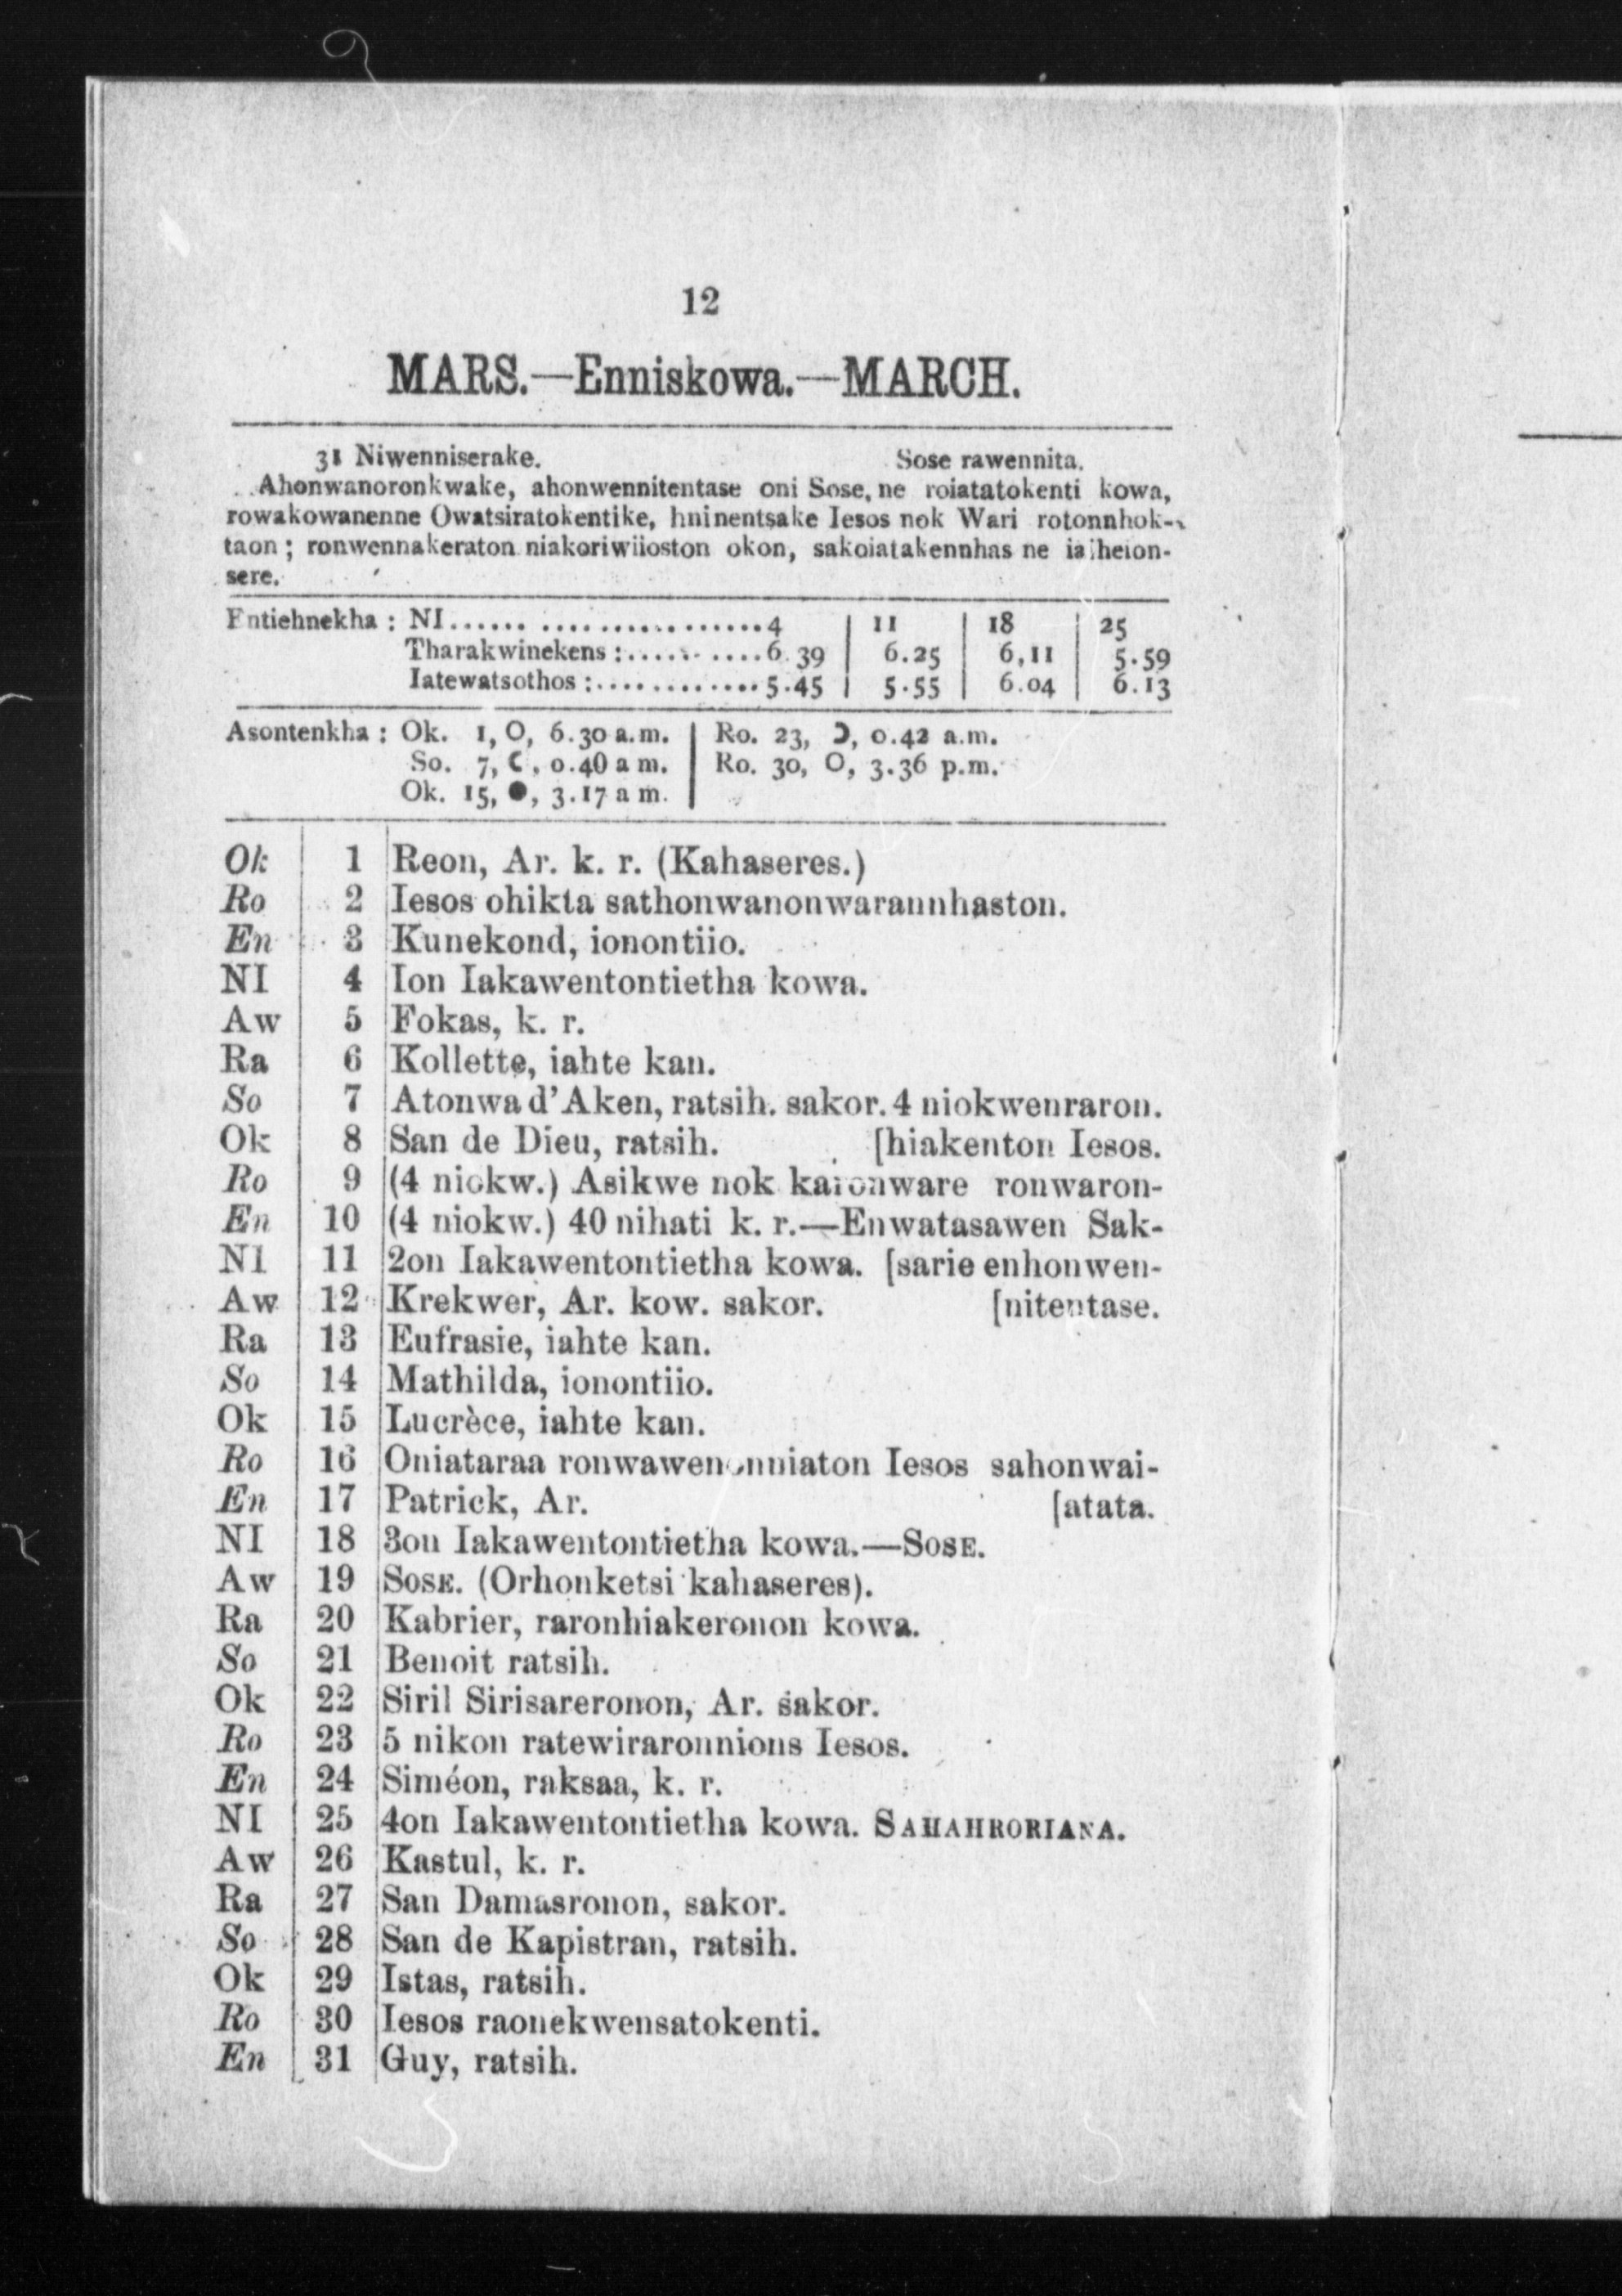 12
MARS.—Enniskowa.—MARCH.
31 Niwenniserake. Sose rawennita.
Ahonwanoronkwake, ahonwennitentase oni Sose, ne roiatatokenti kowa,
rowakowanenne Owatsiratokentike, hninentsake Iesos nok Wari rotonnhok-
taon ; ronwennakeraton niakoriwiioston okon, sakoiatakennhas ne iaiheion-
sere.
Entiehnekha : NI...... ................4 | 11 | 18 | 25
Tharakwinekens :...... ....6.39 | 6.25 | 6,11 | 5.59
Iatewatsothos :............5.45 | 5.55 | 6.04 | 6.13
Asontenkha : Ok. 1, O, 6.30 a.m. | Ro. 23, ☽, 0.42 a.m.
So. 7, ☾, 0.40 a m. | Ro. 30, O, 3.36 p.m.
Ok. 15, ●, 3.17 a m.
Ok 1 Reon, Ar. k. r. (Kahaseres.)
Ro 2 Iesos ohikta sathonwanonwarannhaston.
En 3 Kunekond, ionontiio.
NI 4 Ion Iakawentontietha kowa.
Aw 5 Fokas, k. r.
Ra 6 Kollette, iahte kan.
So 7 Atonwa d'Aken, ratsih. sakor. 4 niokwenraron.
Ok 8 San de Dieu, ratsih. [hiakenton Iesos.
Ro 9 (4 niokw.) Asikwe nok karonware ronwaron-
En 10 (4 niokw.) 40 nihati k. r.—Enwatasawen Sak-
NI 11 2on Iakawentontietha kowa. [sarie enhonwen-
Aw 12 Krekwer, Ar. kow. sakor. [nitentase.
Ra 13 Eufrasie, iahte kan.
So 14 Mathilda, ionontiio.
Ok 15 Lucrèce, iahte kan.
Ro 16 Oniataraa Iesos sahonwai-
En 17 Patrick, Ar. [atata.
NI 18 3on Iakawentontietha kowa.—SOSE.
Aw 19 SOSE. (Orhonketsi kahaseres).
Ra 20 Kabrier, raronhiakeronon kowa.
So 21 Benoit ratsih.
Ok 22 Siril Sirisareronon, Ar. sakor.
Ro 23 5 nikon ratewiraronnions Iesos.
En 24 Siméon, raksaa, k. r.
NI 25 4on Iakawentontietha kowa. SAHAHRORIANA.
Aw 26 Kastul, k. r.
Ra 27 San Damasronon, sakor.
So 28 San de Kapistran, ratsih.
Ok 29 Istas, ratsih.
Ro 30 Iesos raonekwensatokenti.
En 31 Guy, ratsih.